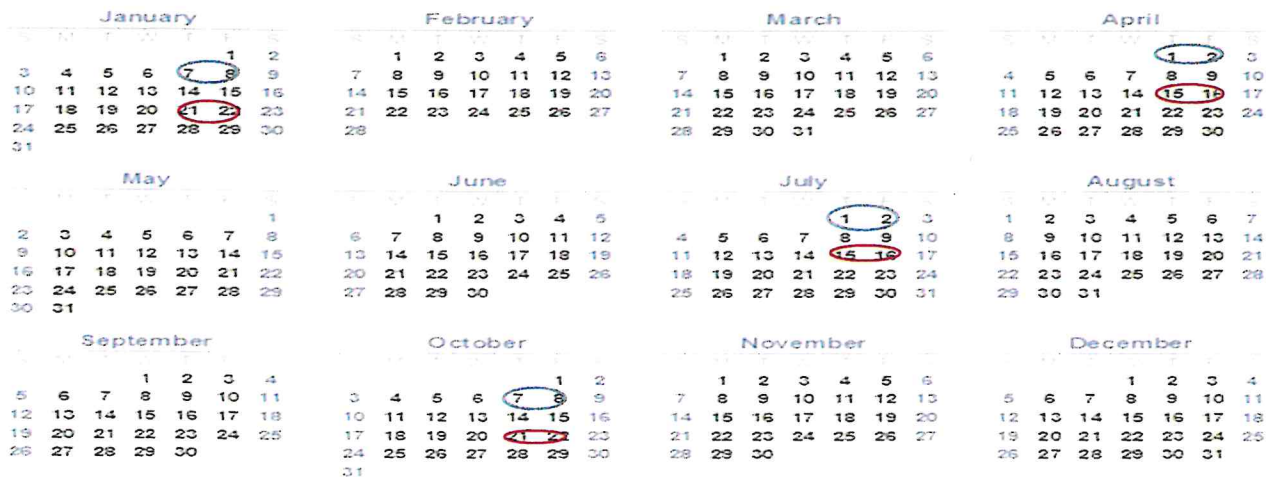 January
February
March
April
1 2
1 2 3 4 5 6
1 2 3 4 5 6
1 2 3
3 4 5 6 7 8 9
7 8 9 10 11 12 13
7 8 9 10 11 12 13
4 5 6 7 8 9 10
10 11 12 13 14 15 16
14 15 16 17 18 19 20
14 15 16 17 18 19 20
11 12 13 14 15 16 17
17 18 19 20 21 22 23
21 22 23 24 25 26 27
21 22 23 24 25 26 27
18 19 20 21 22 23 24
24 25 26 27 28 29 30
28
28 29 30 31
25 26 27 28 29 30
31
May
June
July
August
1
1 2 3 4 5
1 2 3
1 2 3 4 5 6 7
2 3 4 5 6 7 8
6 7 8 9 10 11 12
4 5 6 7 8 9 10
8 9 10 11 12 13 14
9 10 11 12 13 14 15
13 14 15 16 17 18 19
11 12 13 14 15 16 17
15 16 17 18 19 20 21
16 17 18 19 20 21 22
20 21 22 23 24 25 26
18 19 20 21 22 23 24
22 23 24 25 26 27 28
23 24 25 26 27 28 29
27 28 29 30
25 26 27 28 29 30 31
29 30 31
30 31
September
October
November
December
1 2 3 4
1 2
1 2 3 4 5 6
1 2 3 4
5 6 7 8 9 10 11
3 4 5 6 7 8 9
7 8 9 10 11 12 13
5 6 7 8 9 10 11
12 13 14 15 16 17 18
10 11 12 13 14 15 16
14 15 16 17 18 19 20
12 13 14 15 16 17 18
19 20 21 22 23 24 25
17 18 19 20 21 22 23
21 22 23 24 25 26 27
19 20 21 22 23 24 25
26 27 28 29 30
24 25 26 27 28 29 30
28 29 30
26 27 28 29 30 31
31